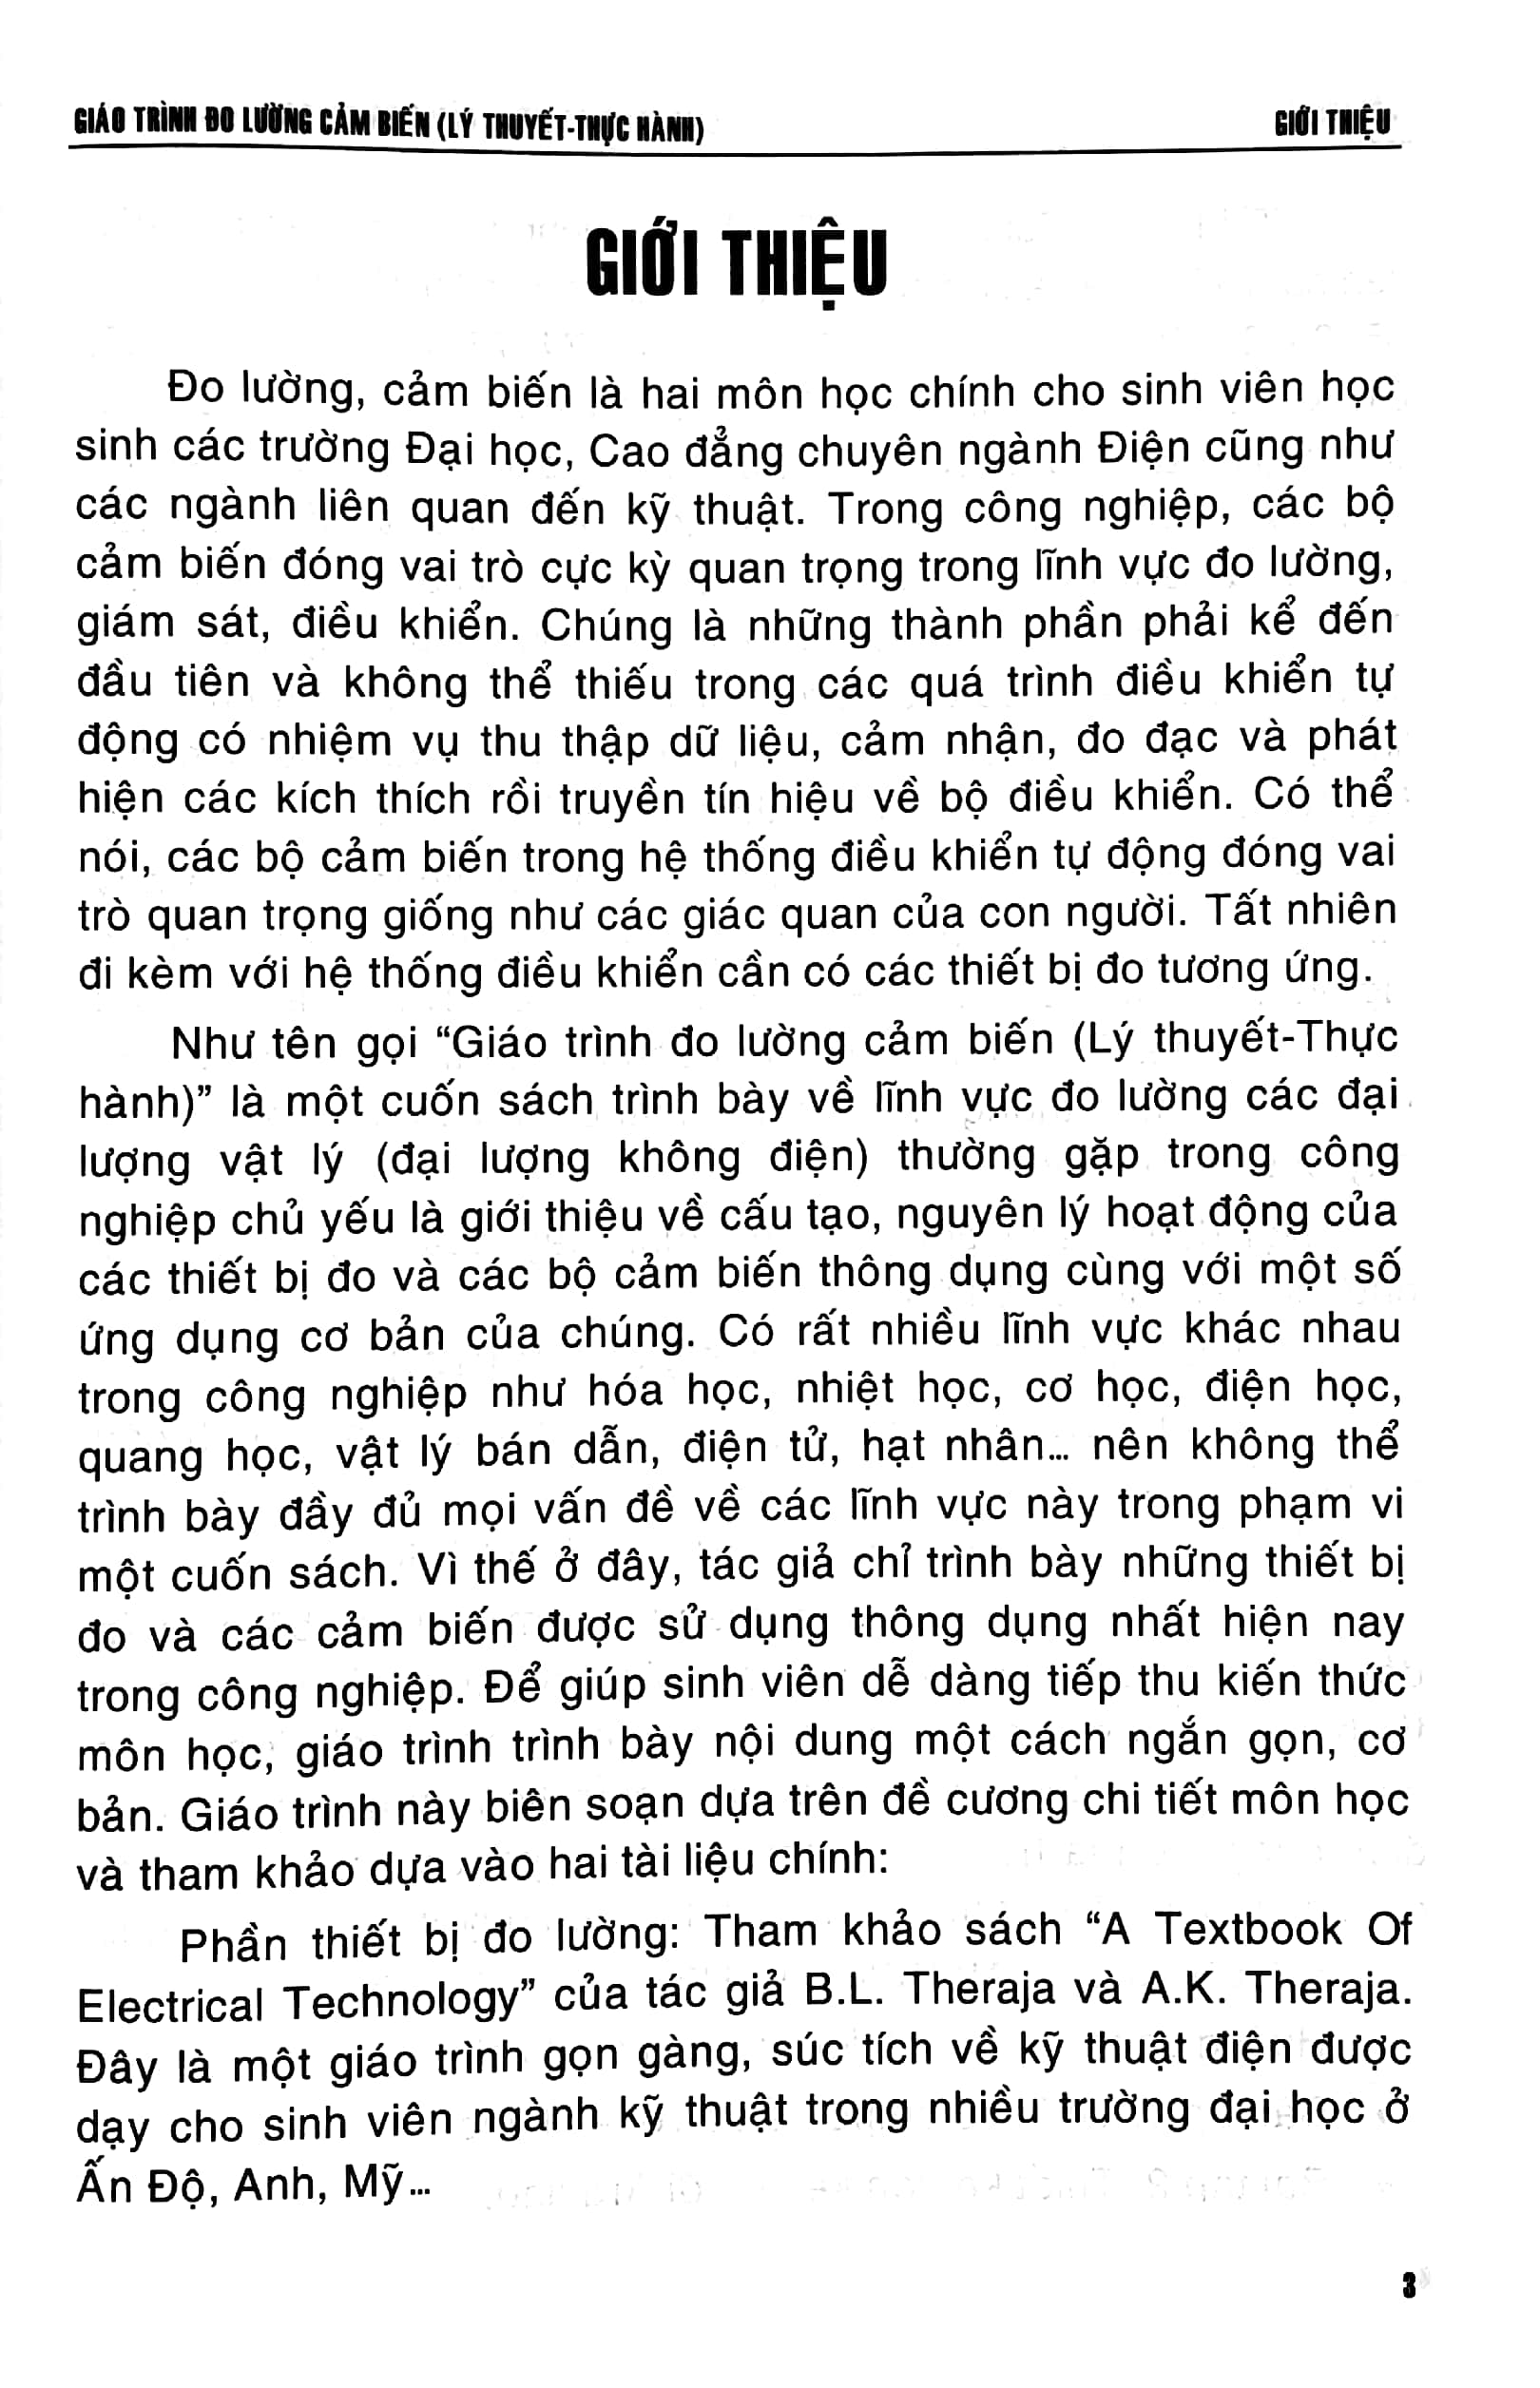 GIÁO TRÌNH ĐO LƯỜNG CẢM BIẾN (LÝ THUYẾT-THỰC HÀNH) GIỚI THIỆU
GIỚI THIỆU
Đo lường, cảm biến là hai môn học chính cho sinh viên học
sinh các trường Đại học, Cao đẳng chuyên ngành Điện cũng như
các ngành liên quan đến kỹ thuật. Trong công nghiệp, các bộ
cảm biến đóng vai trò cực kỳ quan trọng trong lĩnh vực đo lường,
giám sát, điều khiển. Chúng là những thành phần phải kể đến
đầu tiên và không thể thiếu trong các quá trình điều khiển tự
động có nhiệm vụ thu thập dữ liệu, cảm nhận, đo đạc và phát
hiện các kích thích rồi truyền tín hiệu về bộ điều khiển. Có thể
nói, các bộ cảm biến trong hệ thống điều khiển tự động đóng vai
trò quan trọng giống như các giác quan của con người. Tất nhiên
đi kèm với hệ thống điều khiển cần có các thiết bị đo tương ứng.
Như tên gọi “Giáo trình đo lường cảm biến (Lý thuyết-Thực
hành)” là một cuốn sách trình bày về lĩnh vực đo lường các đại
lượng vật lý (đại lượng không điện) thường gặp trong công
nghiệp chủ yếu là giới thiệu về cấu tạo, nguyên lý hoạt động của
các thiết bị đo và các bộ cảm biến thông dụng cùng với một số
ứng dụng cơ bản của chúng. Có rất nhiều lĩnh vực khác nhau
trong công nghiệp như hóa học, nhiệt học, cơ học, điện học,
quang học, vật lý bán dẫn, điện tử, hạt nhân... nên không thể
trình bày đầy đủ mọi vấn đề về các lĩnh vực này trong phạm vi
một cuốn sách. Vì thế ở đây, tác giả chỉ trình bày những thiết bị
đo và các cảm biến được sử dụng thông dụng nhất hiện nay
trong công nghiệp. Để giúp sinh viên dễ dàng tiếp thu kiến thức
môn học, giáo trình trình bày nội dung một cách ngắn gọn, cơ
bản. Giáo trình này biên soạn dựa trên đề cương chi tiết môn học
và tham khảo dựa vào hai tài liệu chính:
Phần thiết bị đo lường: Tham khảo sách “A Textbook Of
Electrical Technology” của tác giả B.L. Theraja và A.K. Theraja.
Đây là một giáo trình gọn gàng, súc tích về kỹ thuật điện được
dạy cho sinh viên ngành kỹ thuật trong nhiều trường đại học ở
Ấn Độ, Anh, Mỹ...
3